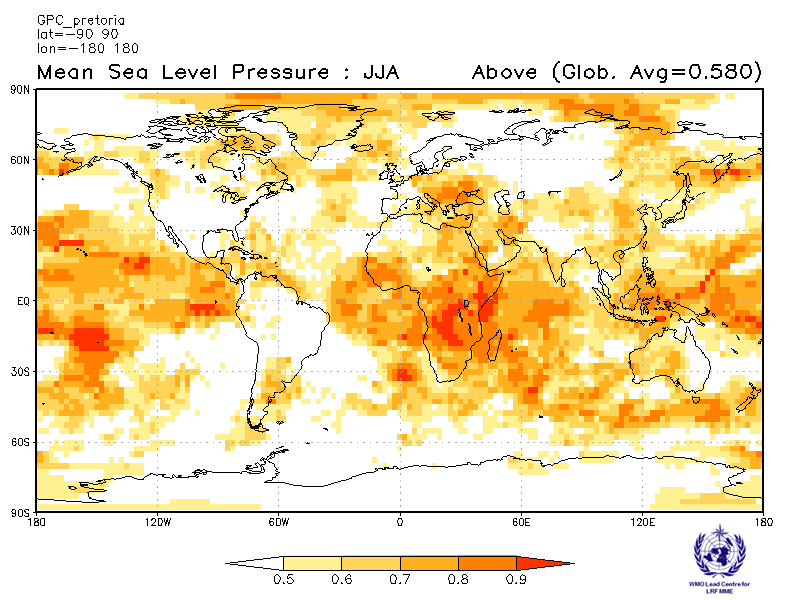 GPC_pretoria
lat=-90 90
lon=-180 180
Mean Sea Level Pressure : JJA Above (Glob. Avg=0.580)
90N
60N
30N
EQ
30S
60S
90S
180 120W 60W 0 60E 120E 180
0.5 0.6 0.7 0.8 0.9
WMO Lead Centre for
LRF MME